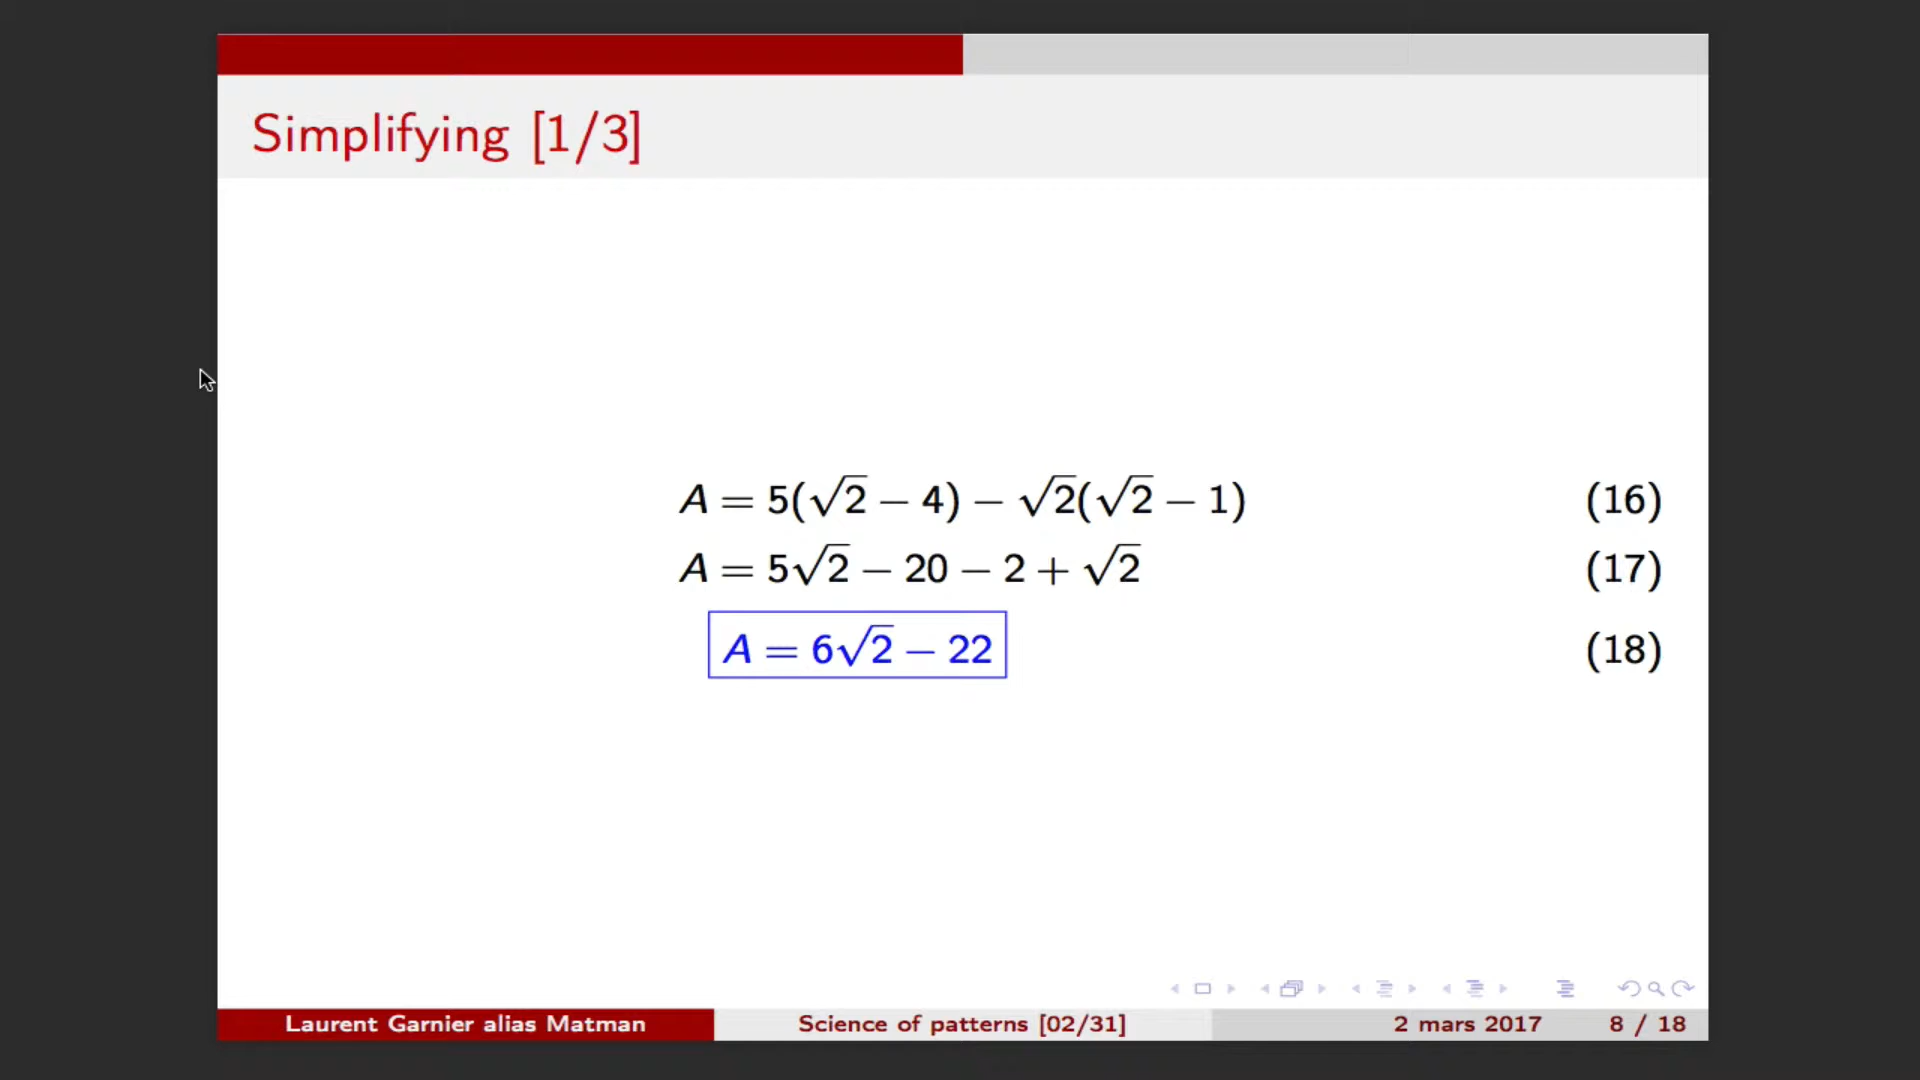 Simplifying [1/3]
A = 5(√2 − 4) − √2(√2 − 1) (16)
A = 5√2 − 20 − 2 + √2 (17)
A = 6√2 − 22 (18)
Laurent Garnier alias Matman Science of patterns [02/31] 2 mars 2017 8 / 18